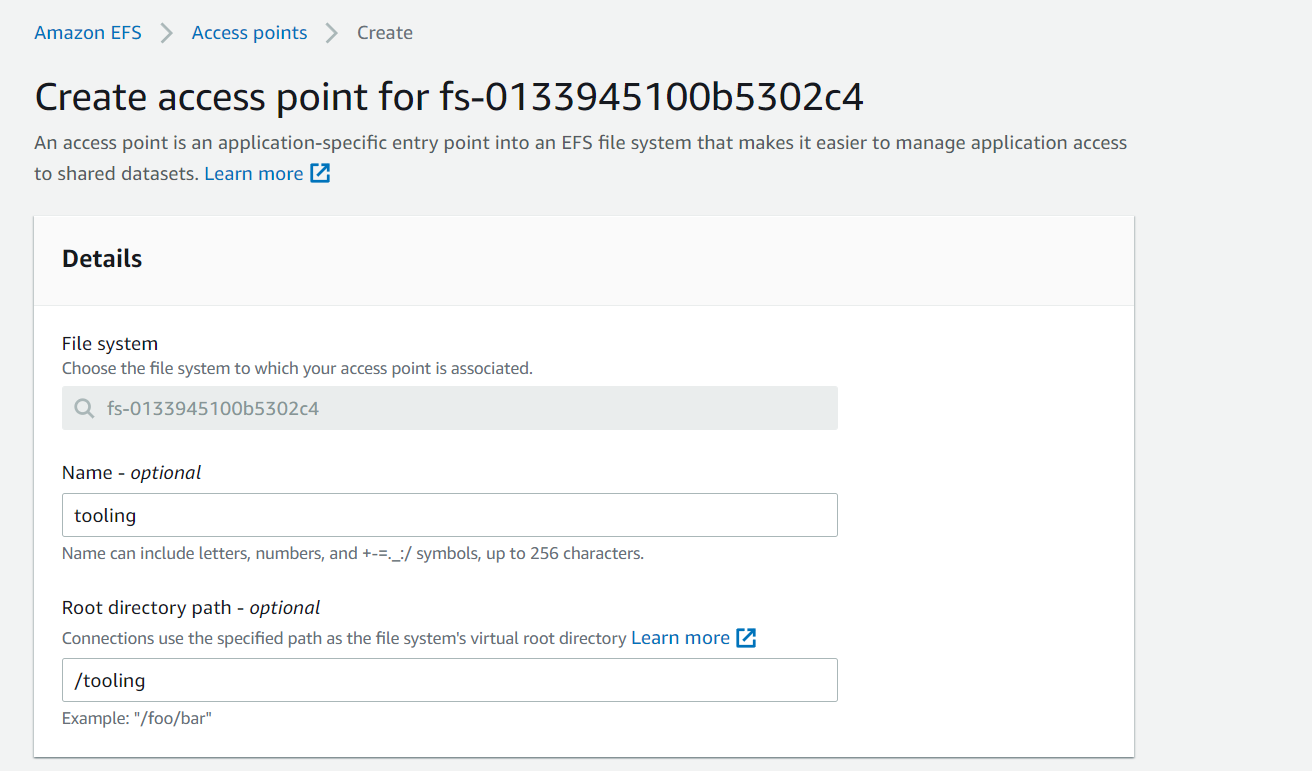 Amazon EFS > Access points > Create
Create access point for fs-0133945100b5302c4
An access point is an application-specific entry point into an EFS file system that makes it easier to manage application access
to shared datasets. Learn more
Details
File system
Choose the file system to which your access point is associated.
fs-0133945100b5302c4
Name - optional
tooling
Name can include letters, numbers, and +-=._:/ symbols, up to 256 characters.
Root directory path - optional
Connections use the specified path as the file system's virtual root directory Learn more
/tooling
Example: "/foo/bar"